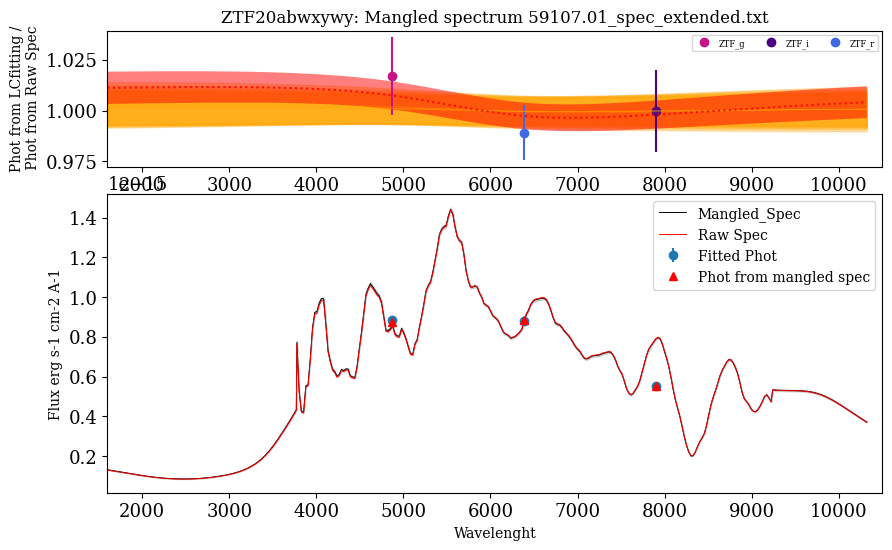 ZTF20abwxywy: Mangled spectrum 59107.01_spec_extended.txt
Phot from LCfitting /
Phot from Raw Spec
1.025
1.000
0.975
ZTF_g
ZTF_i
ZTF_r
2000 3000 4000 5000 6000 7000 8000 9000 10000
Flux erg s-1 cm-2 A-1
1.4
1.2
1.0
0.8
0.6
0.4
0.2
Mangled_Spec
Raw Spec
Fitted Phot
Phot from mangled spec
2000 3000 4000 5000 6000 7000 8000 9000 10000
Wavelenght